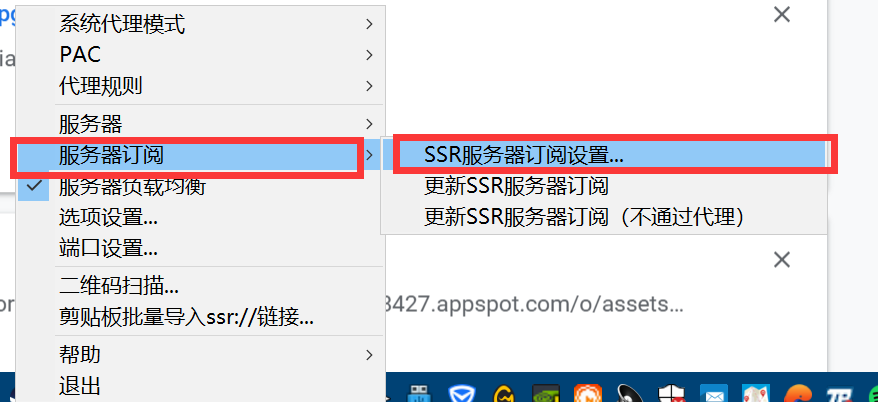 pg
系统代理模式
ia
PAC
代理规则
服务器
服务器订阅
SSR服务器订阅设置...
服务器负载均衡
更新SSR服务器订阅
选项设置...
更新SSR服务器订阅（不通过代理）
端口设置...
二维码扫描...
or
剪贴板批量导入ssr://链接...
3427.appspot.com/o/assets...
帮助
退出